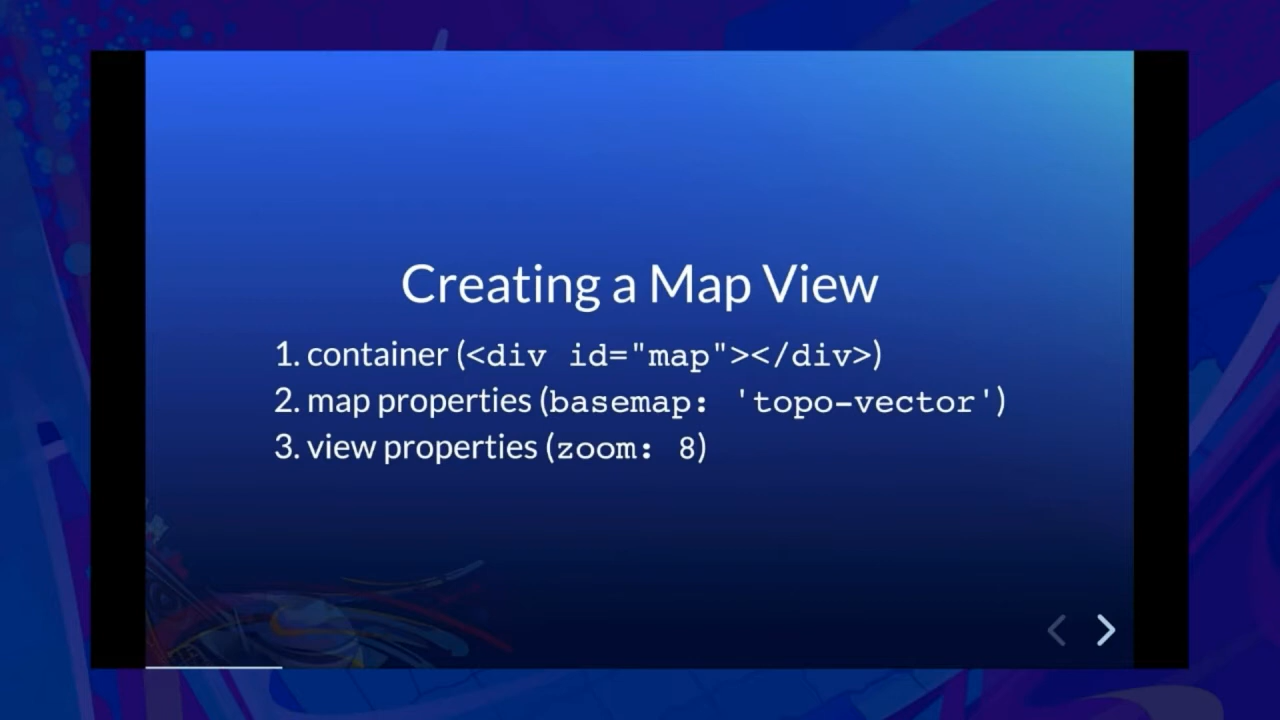 Creating a Map View
1. container (<div id="map"></div>)
2. map properties (basemap: 'topo-vector')
3. view properties (zoom: 8)